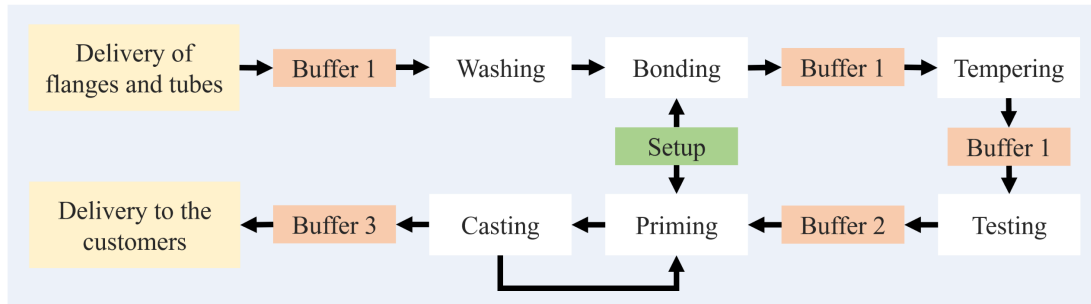 Delivery of
flanges and tubes
Buffer 1
Washing
Bonding
Buffer 1
Tempering
Setup
Buffer 1
Delivery to the
customers
Buffer 3
Casting
Priming
Buffer 2
Testing